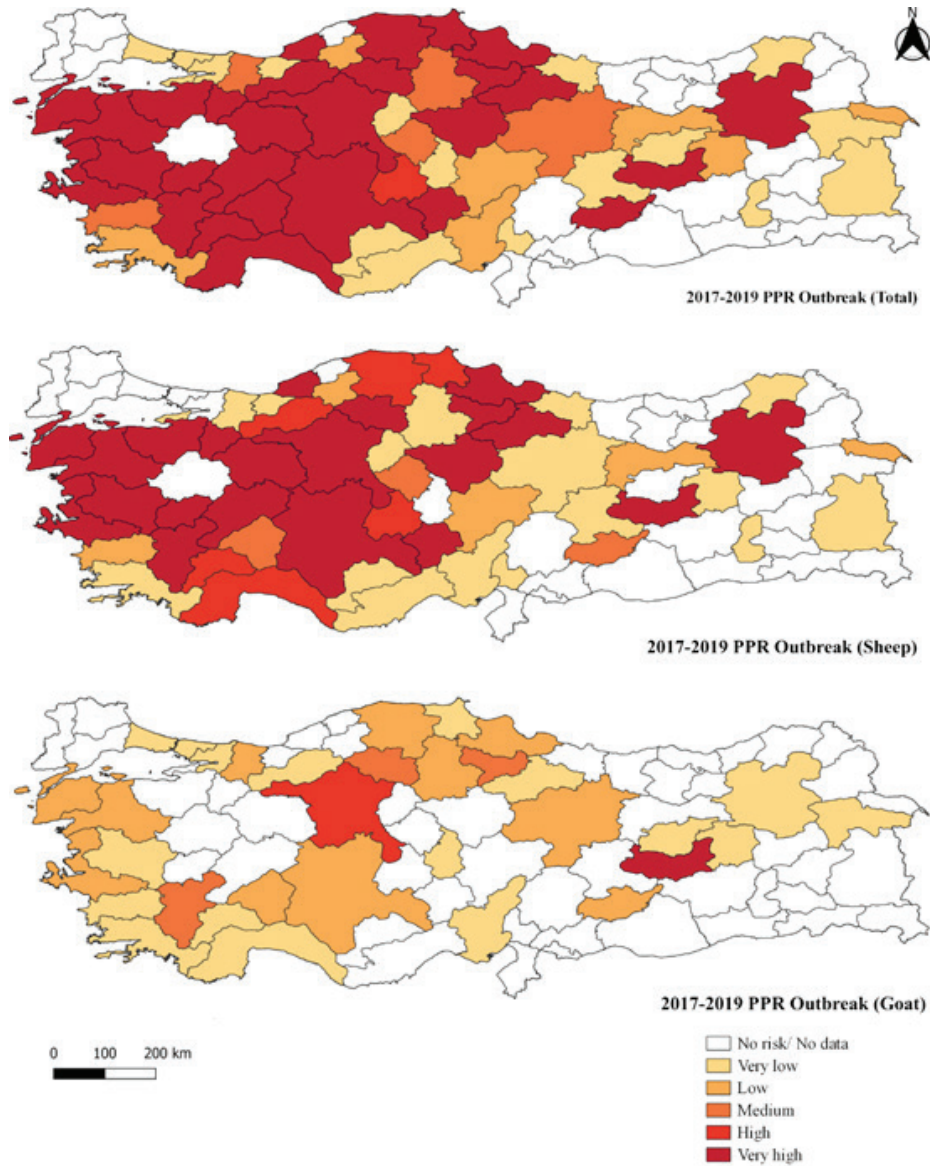 N
2017-2019 PPR Outbreak (Total)
2017-2019 PPR Outbreak (Sheep)
2017-2019 PPR Outbreak (Goat)
0 100 200 km
No risk/ No data
Very low
Low
Medium
High
Very high